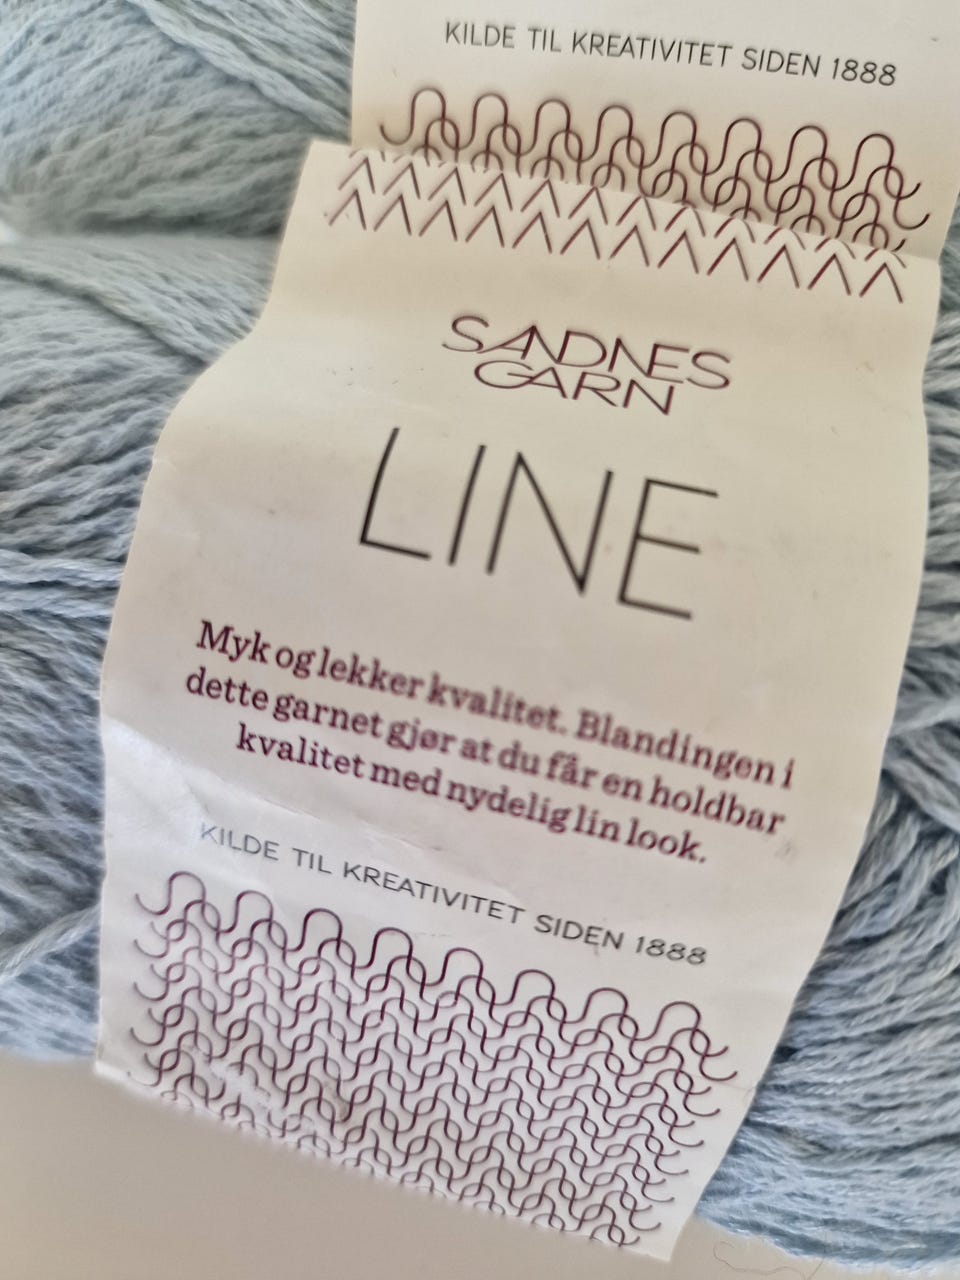 KILDE TIL KREATIVITET SIDEN 1888
SANDNES
GARN
LINE
Myk og lekker kvalitet. Blandingen i
dette garnet gjør at du får en holdbar
kvalitet med nydelig lin look.
KILDE TIL KREATIVITET SIDEN 1888